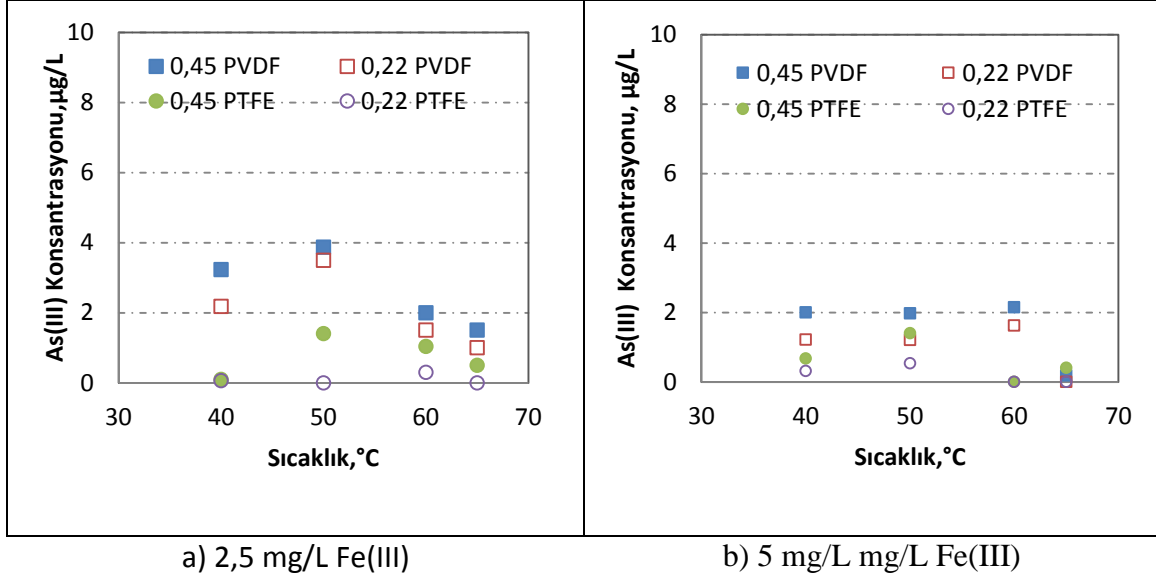 10
8
6
4
2
0
As(III) Konsantrasyonu,µg/L
0,45 PVDF
0,22 PVDF
0,45 PTFE
0,22 PTFE
30 40 50 60 70
Sıcaklık,°C
10
8
6
4
2
0
As(III) Konsantrasyonu, µg/L
0,45 PVDF
0,22 PVDF
0,45 PTFE
0,22 PTFE
30 40 50 60 70
Sıcaklık,°C
a) 2,5 mg/L Fe(III)
b) 5 mg/L mg/L Fe(III)